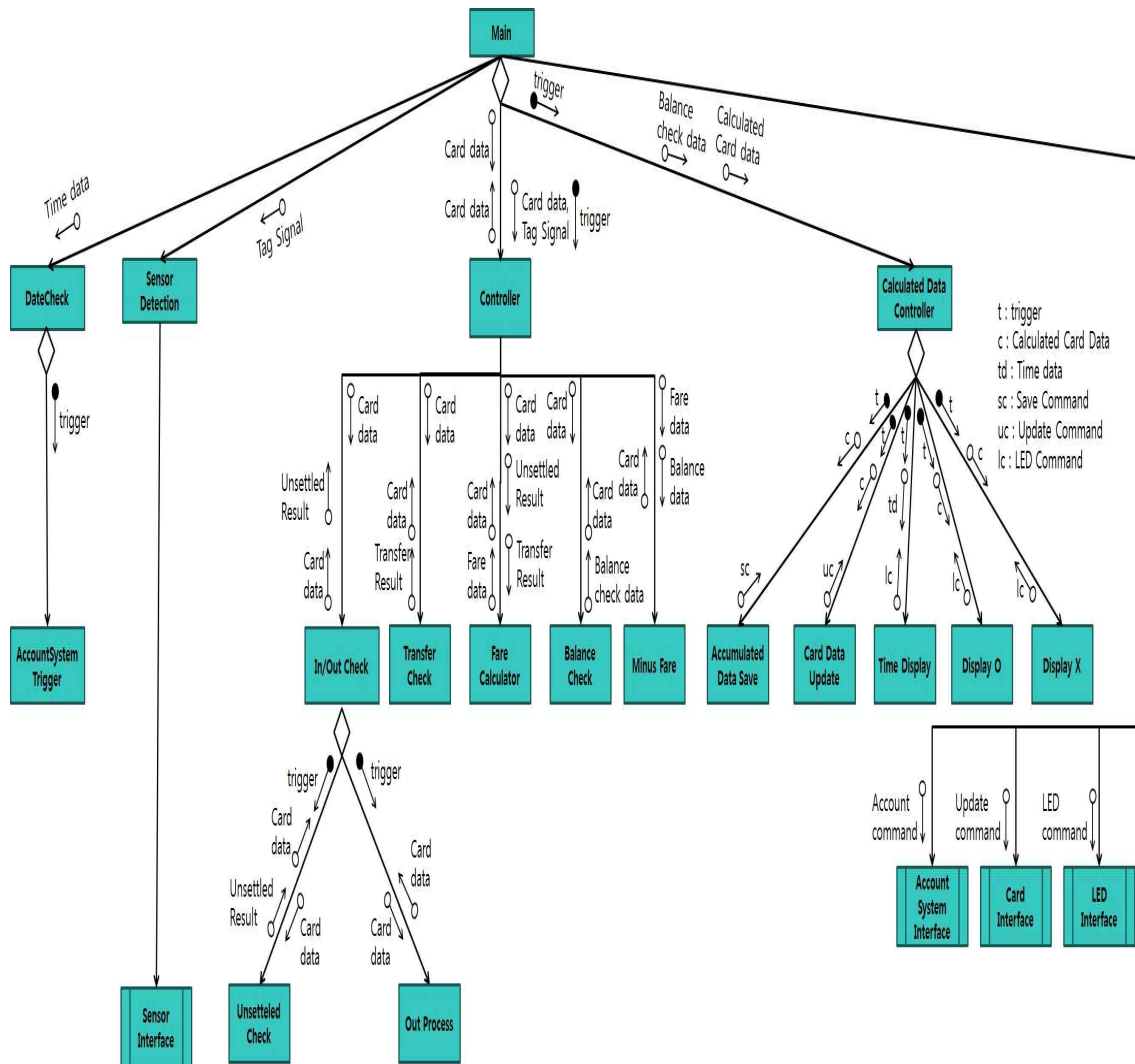 Main
trigger
Balance
check data
Calculated
Card data
Card data
Card data
Card data,
Tag Signal
trigger
Time data
Tag Signal
DateCheck
Sensor
Detection
Controller
Calculated Data
Controller
t : trigger
c : Calculated Card Data
td : Time data
sc : Save Command
uc : Update Command
lc : LED Command
trigger
Card
data
Card
data
Card
data
Card
data
Fare
data
Unsettled
Result
Card
data
Card
data
Transfer
Result
Card
data
Fare
data
Unsettled
Result
Transfer
Result
Card
data
Balance
check data
Card
data
Balance
data
t
t
t
t
t
c
c
td
c
c
sc
uc
lc
lc
lc
AccountSystem
Trigger
In/Out Check
Transfer
Check
Fare
Calculator
Balance
Check
Minus Fare
Accumulated
Data Save
Card Data
Update
Time Display
Display O
Display X
trigger
trigger
Card
data
Unsettled
Result
Card
data
Card
data
Card
data
Account
command
Update
command
LED
command
Account
System
Interface
Card
Interface
LED
Interface
Sensor
Interface
Unsetteled
Check
Out Process